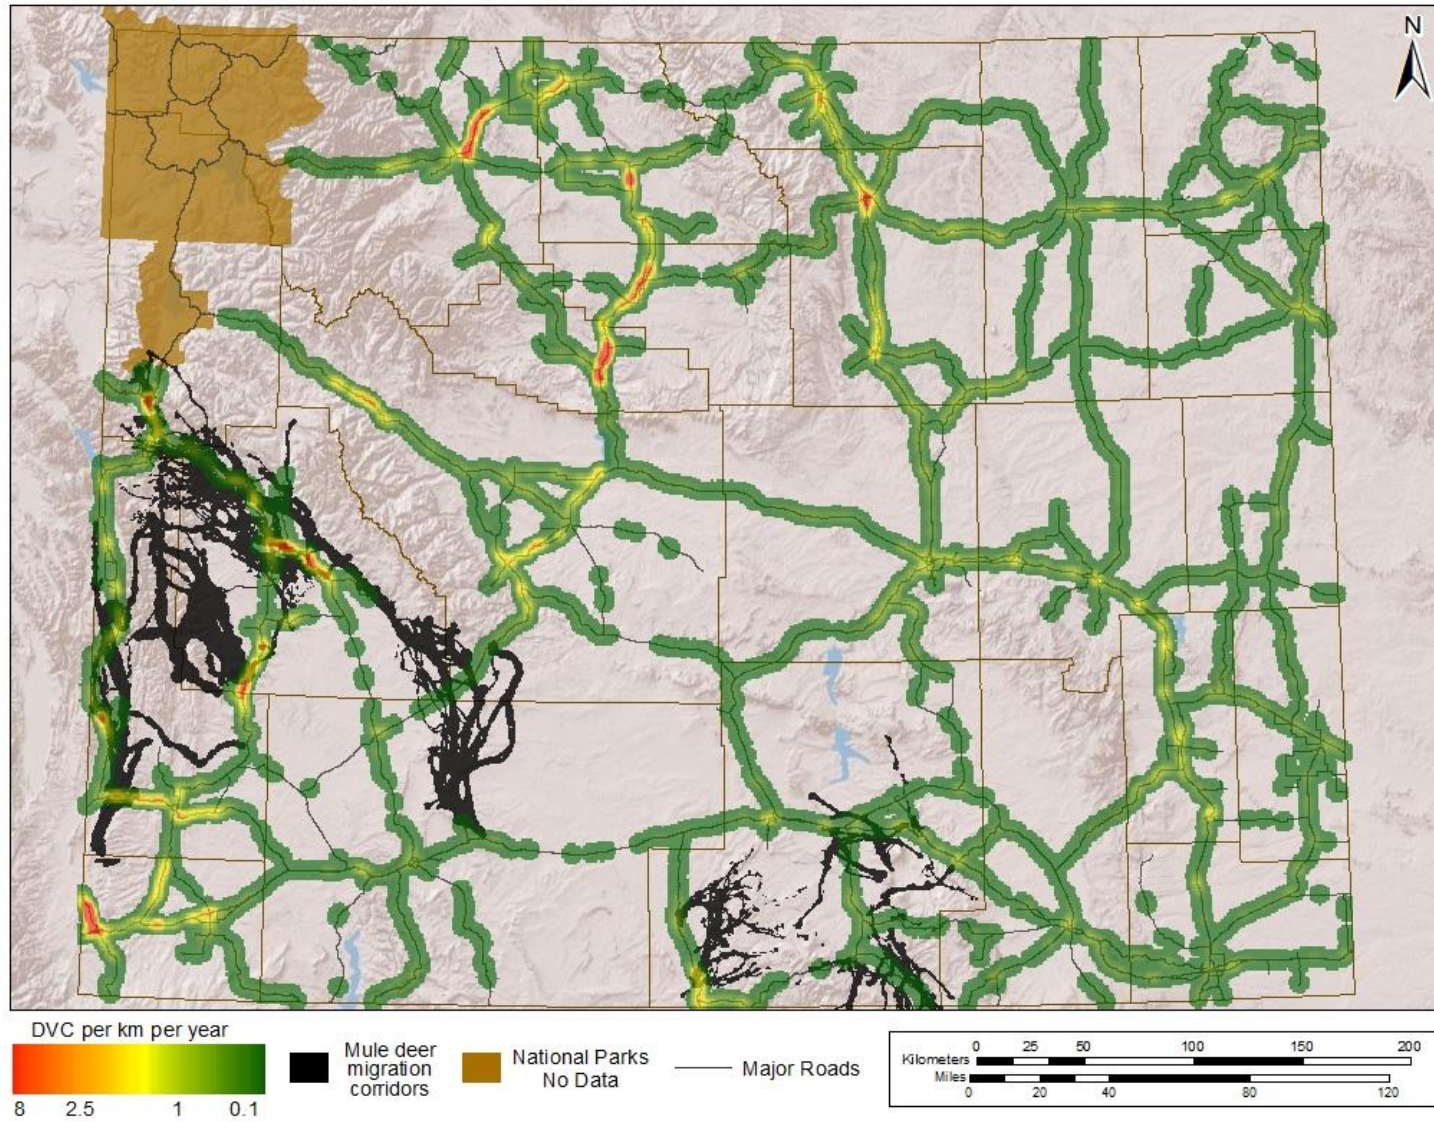 N
DVC per km per year
8 2.5 1 0.1
Mule deer
migration
corridors
National Parks
No Data
Major Roads
0 25 50 100 150 200
Kilometers
Miles
0 20 40 80 120